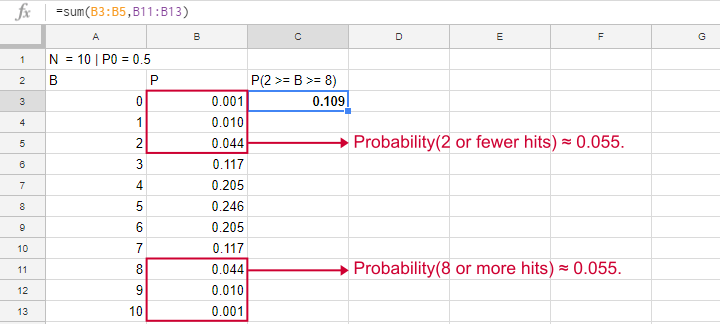 fx =sum(B3:B5,B11:B13)
A B C D E F G
1 N = 10 | P0 = 0.5
2 B P P(2 >= B >= 8)
3 0 0.001 0.109
4 1 0.010
5 2 0.044 Probability(2 or fewer hits) ≈ 0.055.
6 3 0.117
7 4 0.205
8 5 0.246
9 6 0.205
10 7 0.117
11 8 0.044 Probability(8 or more hits) ≈ 0.055.
12 9 0.010
13 10 0.001